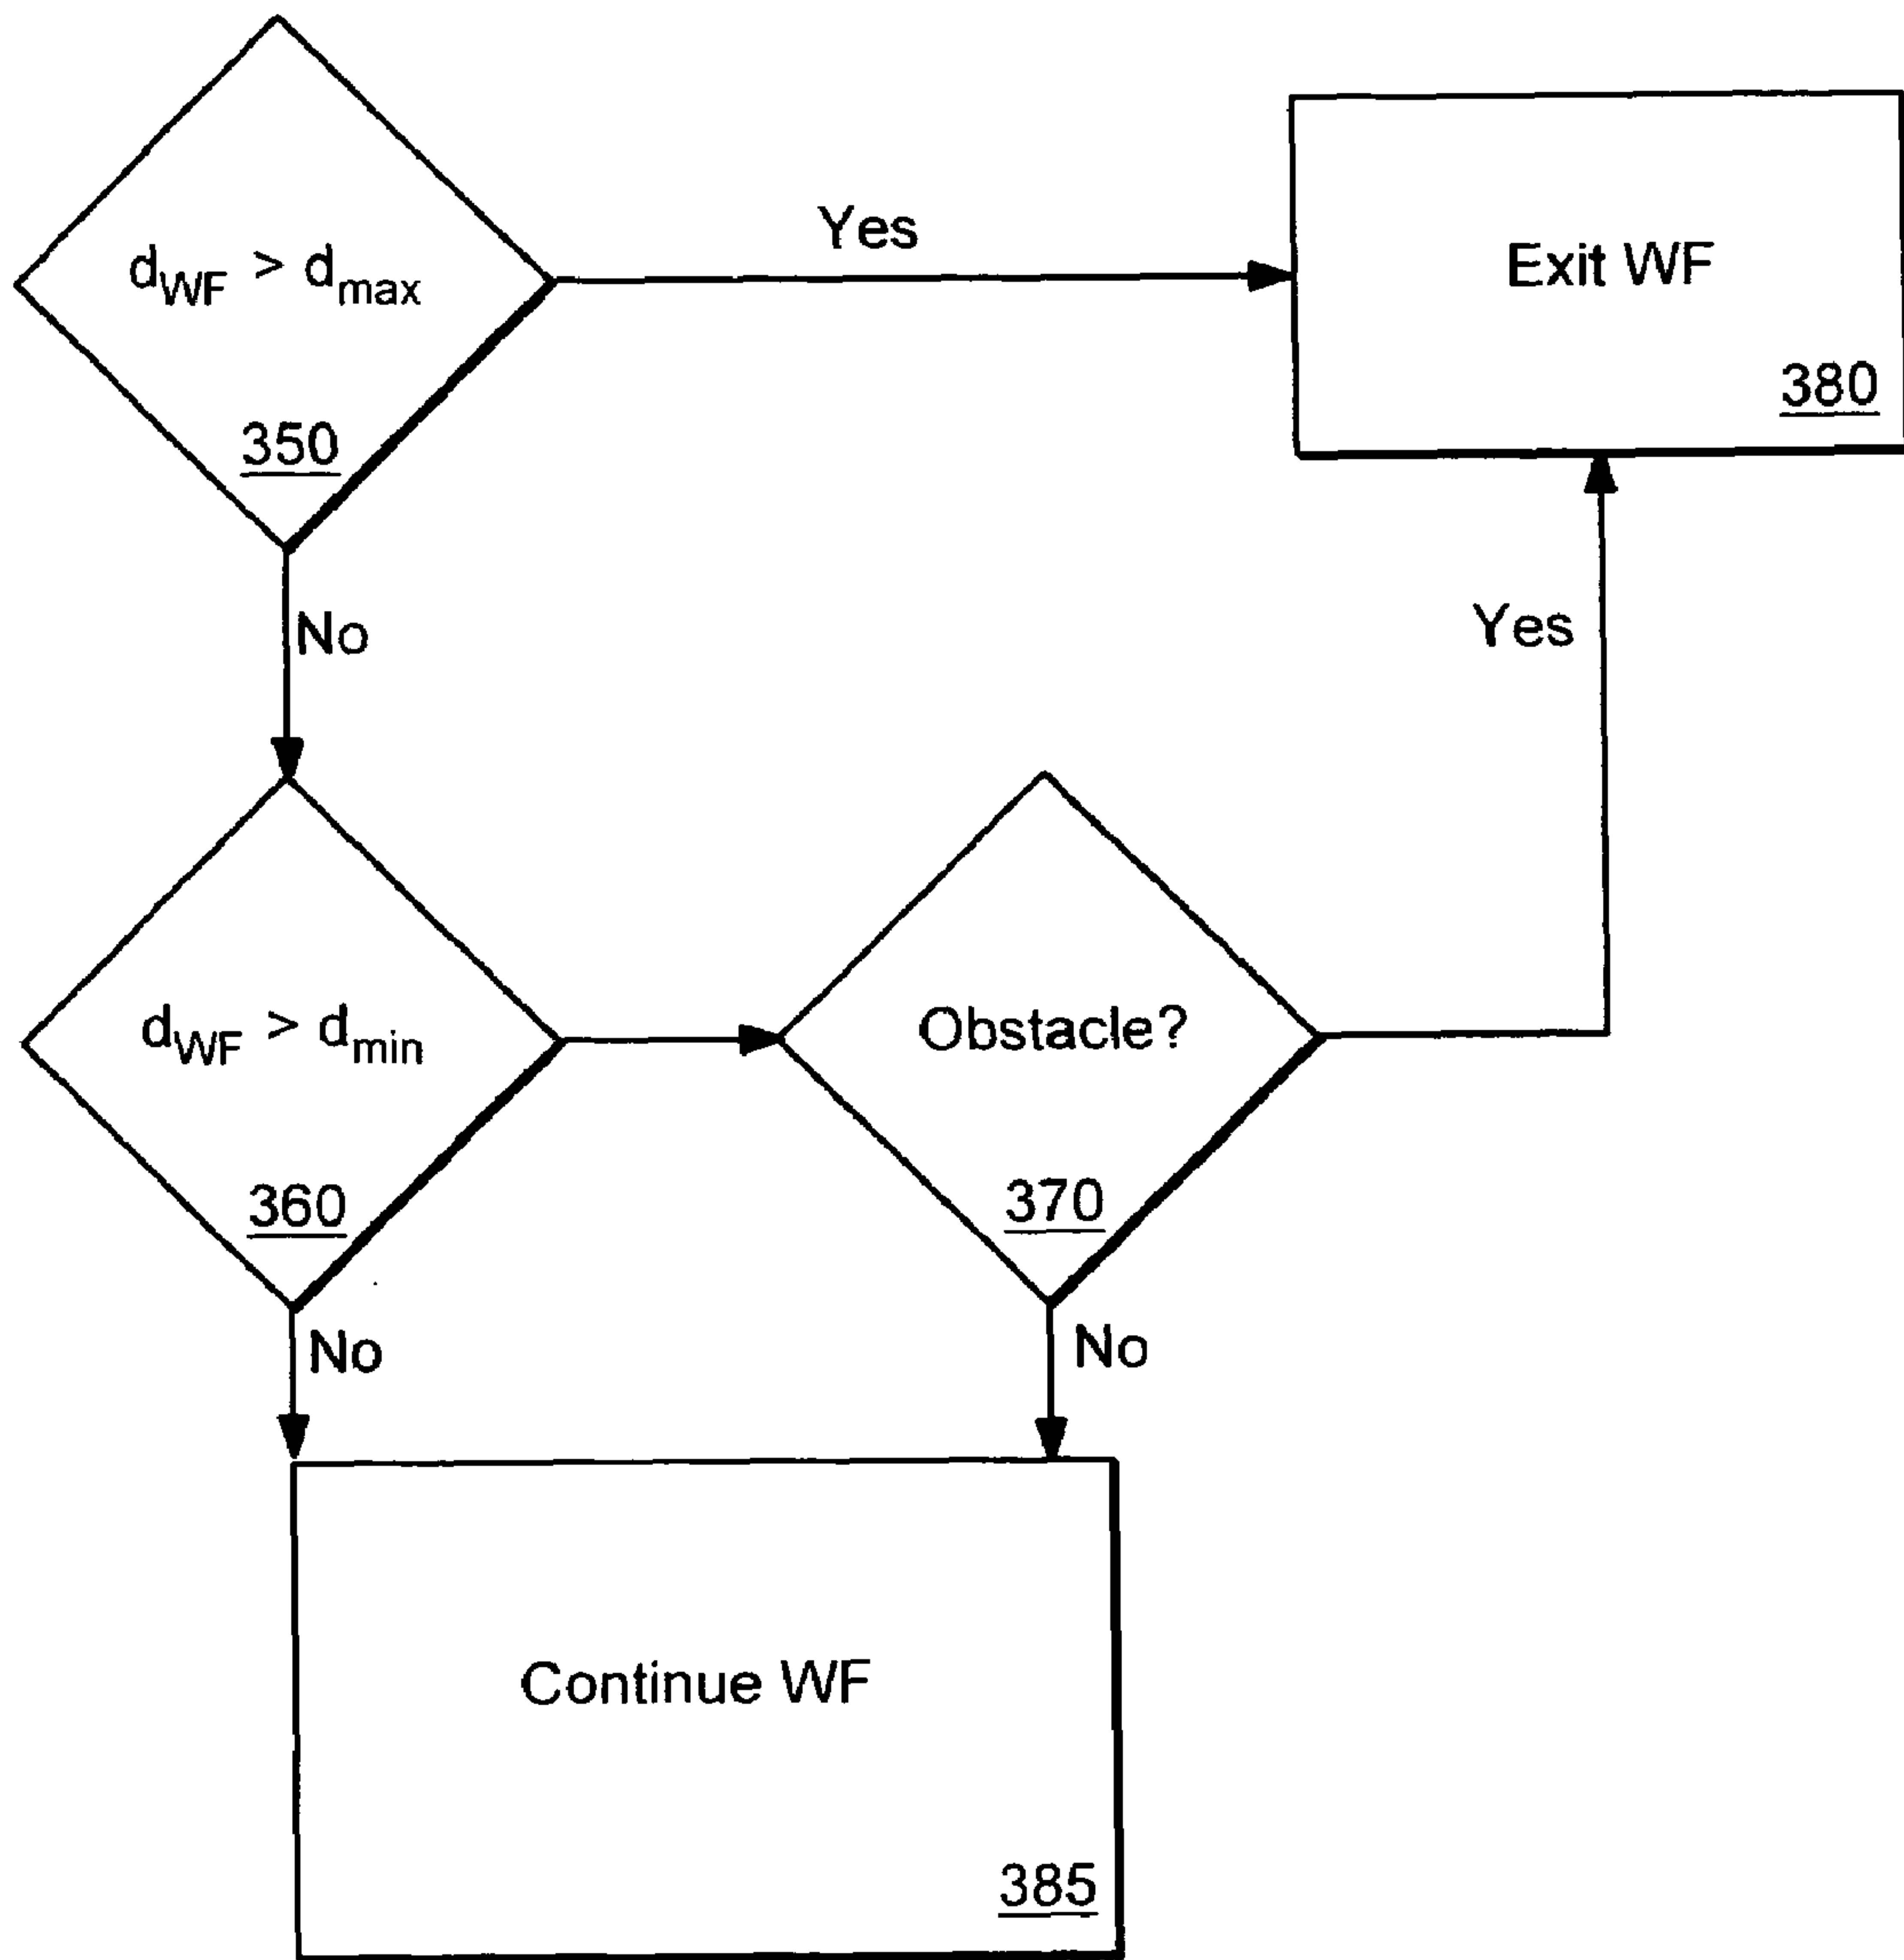 d_WF > d_max
350
Yes
Exit WF
380
No
Yes
d_WF > d_min
360
Obstacle?
370
No
No
Continue WF
385